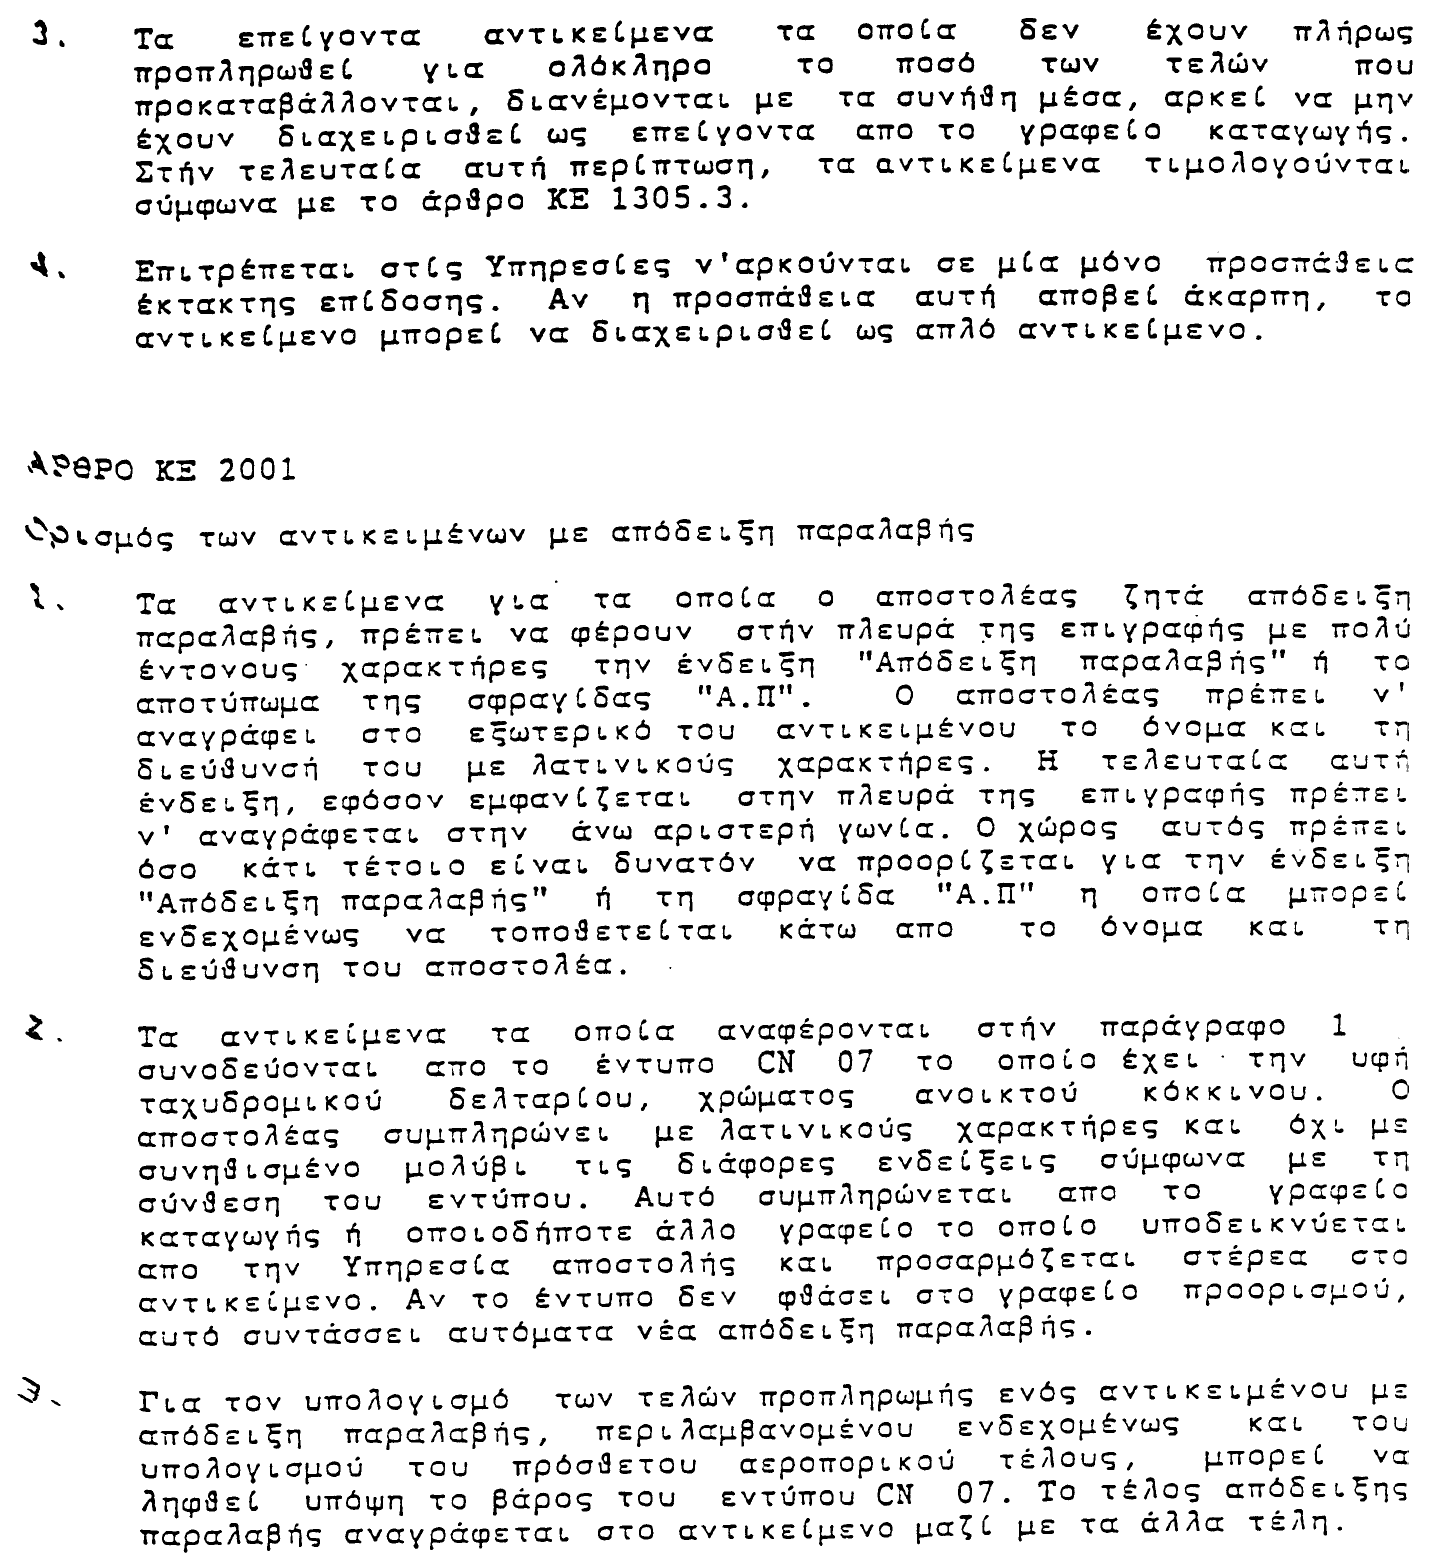 3. Τα επείγοντα αντικείμενα τα οποία δεν έχουν πλήρως
προπληρωθεί για ολόκληρο το ποσό των τελών που
προκαταβάλλονται, διανέμονται με τα συνήθη μέσα, αρκεί να μην
έχουν διαχειρισθεί ως επείγοντα απο το γραφείο καταγωγής.
Στήν τελευταία αυτή περίπτωση, τα αντικείμενα τιμολογούνται
σύμφωνα με το άρθρο ΚΕ 1305.3.
4. Επιτρέπεται στίς Υπηρεσίες ν'αρκούνται σε μία μόνο προσπάθεια
έκτακτης επίδοσης. Αν η προσπάθεια αυτή αποβεί άκαρπη, το
αντικείμενο μπορεί να διαχειρισθεί ως απλό αντικείμενο.
ΑΡΘΡΟ ΚΞ 2001
Ορισμός των αντικειμένων με απόδειξη παραλαβής
1. Τα αντικείμενα για τα οποία ο αποστολέας ζητά απόδειξη
παραλαβής, πρέπει να φέρουν στήν πλευρά της επιγραφής με πολύ
έντονους χαρακτήρες την ένδειξη "Απόδειξη παραλαβής" ή το
αποτύπωμα της σφραγίδας "Α.Π". Ο αποστολέας πρέπει ν'
αναγράφει στο εξωτερικό του αντικειμένου το όνομα και τη
διεύθυνσή του με λατινικούς χαρακτήρες. Η τελευταία αυτή
ένδειξη, εφόσον εμφανίζεται στην πλευρά της επιγραφής πρέπει
ν' αναγράφεται στην άνω αριστερή γωνία. Ο χώρος αυτός πρέπει
όσο κάτι τέτοιο είναι δυνατόν να προορίζεται για την ένδειξη
"Απόδειξη παραλαβής" ή τη σφραγίδα "Α.Π" η οποία μπορεί
ενδεχομένως να τοποθετείται κάτω απο το όνομα και τη
διεύθυνση του αποστολέα.
2. Τα αντικείμενα τα οποία αναφέρονται στήν παράγραφο 1
συνοδεύονται απο το έντυπο CN 07 το οποίο έχει την υφή
ταχυδρομικού δελταρίου, χρώματος ανοικτού κόκκινου. Ο
αποστολέας συμπληρώνει με λατινικούς χαρακτήρες και όχι με
συνηθισμένο μολύβι τις διάφορες ενδείξεις σύμφωνα με τη
σύνθεση του εντύπου. Αυτό συμπληρώνεται απο το γραφείο
καταγωγής ή οποιοδήποτε άλλο γραφείο το οποίο υποδεικνύεται
απο την Υπηρεσία αποστολής και προσαρμόζεται στέρεα στο
αντικείμενο. Αν το έντυπο δεν φθάσει στο γραφείο προορισμού,
αυτό συντάσσει αυτόματα νέα απόδειξη παραλαβής.
3. Για τον υπολογισμό των τελών προπληρωμής ενός αντικειμένου με
απόδειξη παραλαβής, περιλαμβανομένου ενδεχομένως και του
υπολογισμού του πρόσθετου αεροπορικού τέλους, μπορεί να
ληφθεί υπόψη το βάρος του εντύπου CN 07. Το τέλος απόδειξης
παραλαβής αναγράφεται στο αντικείμενο μαζί με τα άλλα τέλη.